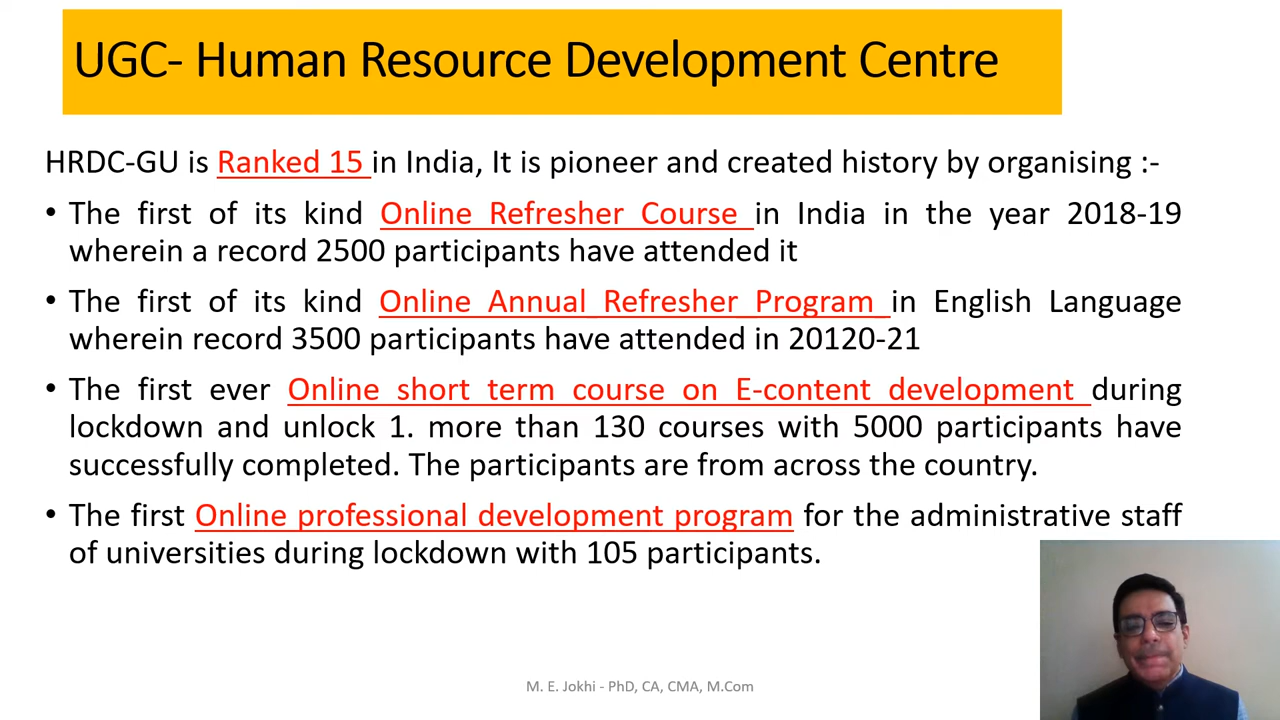 UGC- Human Resource Development Centre
HRDC-GU is Ranked 15 in India, It is pioneer and created history by organising :-
• The first of its kind Online Refresher Course in India in the year 2018-19
wherein a record 2500 participants have attended it
• The first of its kind Online Annual Refresher Program in English Language
wherein record 3500 participants have attended in 20120-21
• The first ever Online short term course on E-content development during
lockdown and unlock 1. more than 130 courses with 5000 participants have
successfully completed. The participants are from across the country.
• The first Online professional development program for the administrative staff
of universities during lockdown with 105 participants.
M. E. Jokhi - PhD, CA, CMA, M.Com